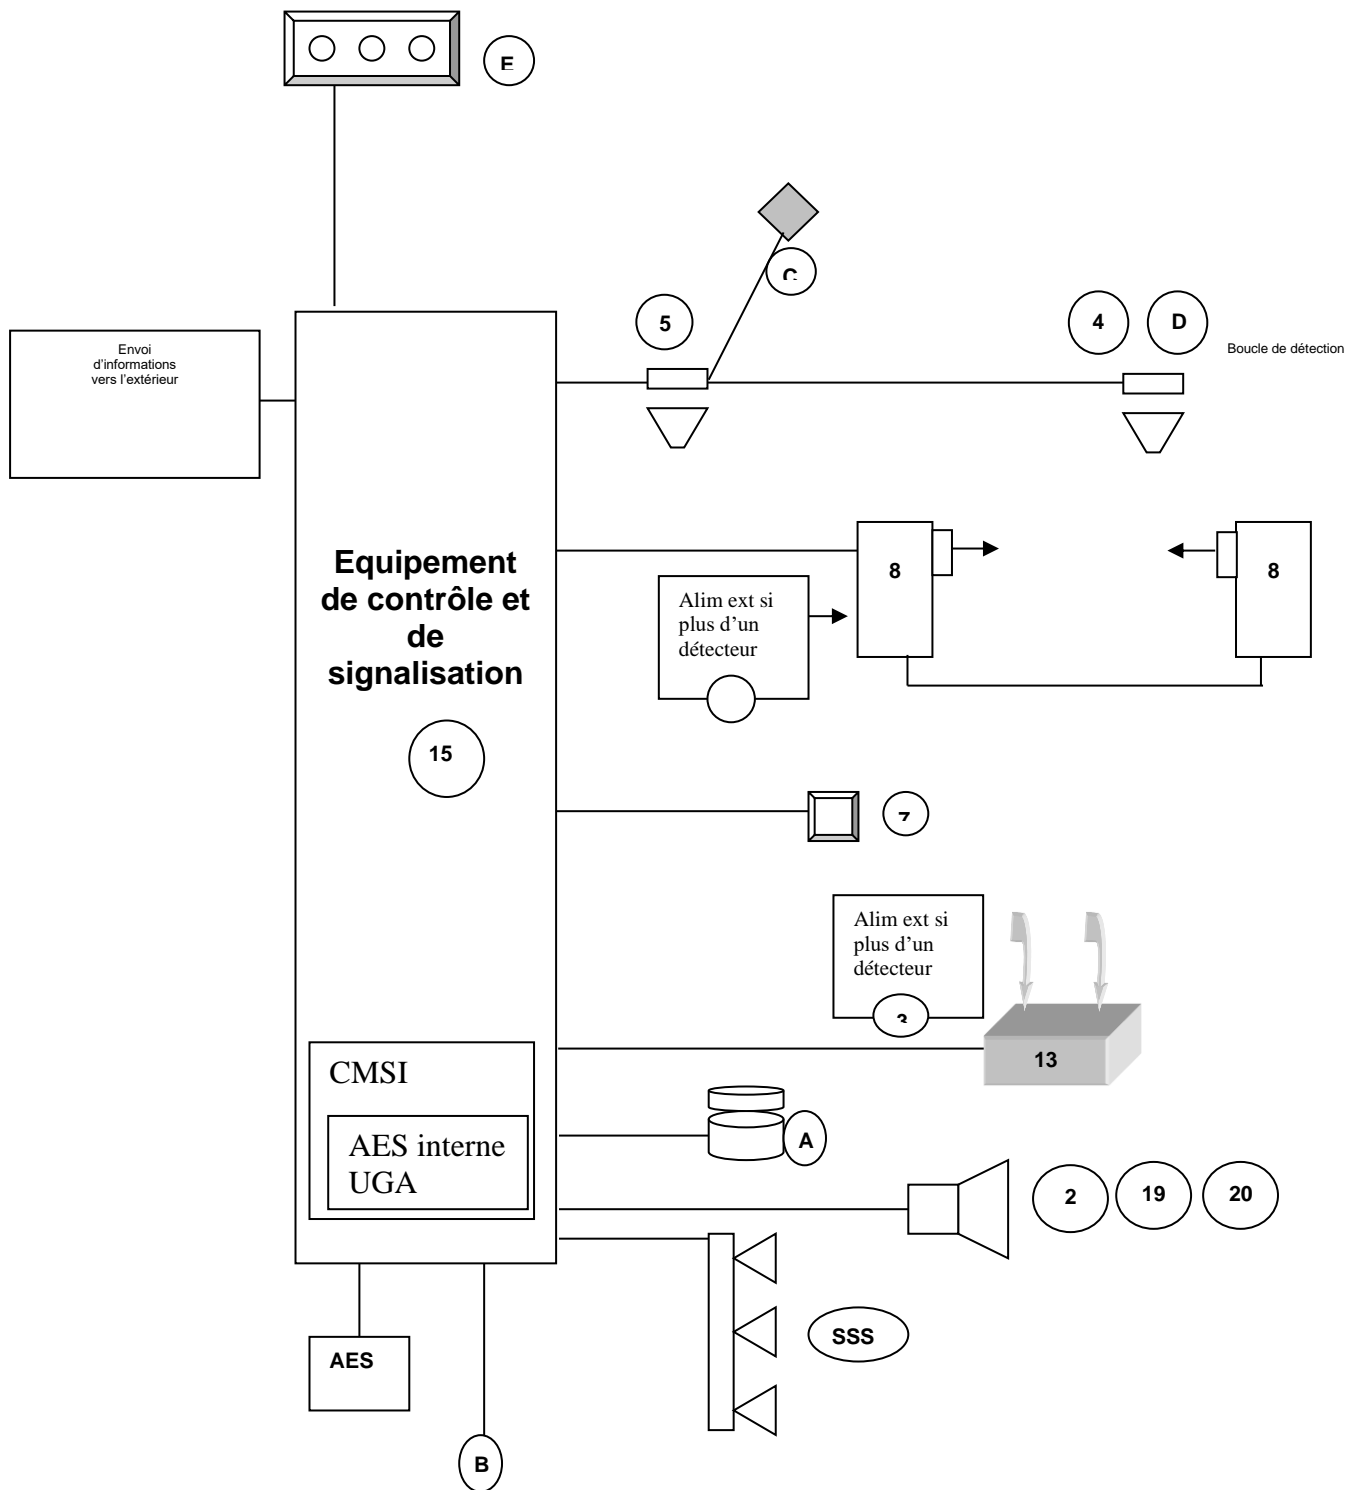 E
C
5
4
D
Boucle de détection
Envoi
d'informations
vers l'extérieur
Equipement
de contrôle et
de
signalisation
15
8
8
Alim ext si
plus d'un
détecteur
7
Alim ext si
plus d'un
détecteur
3
13
CMSI
AES interne
UGA
A
2
19
20
SSS
AES
B